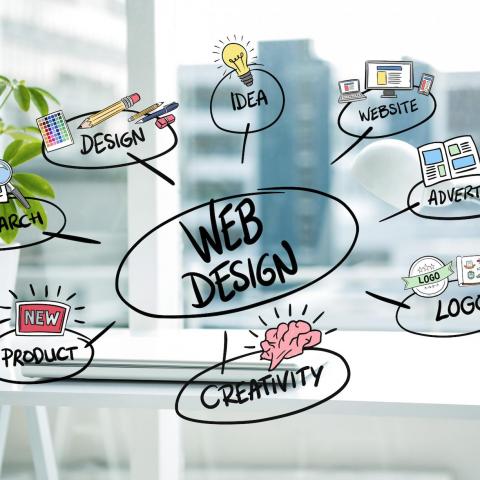 IDEA
WEBSITE
DESIGN
ADVERT
ARCH
WEB
DESIGN
LOGO
LOGO
NEW
PRODUCT
CREATIVITY